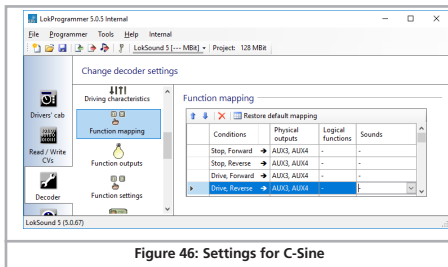 LokProgrammer 5.0.5 Internal
File Programmer Tools Help Internal
LokSound 5 [--- MBit] Project: 128 MBit
Change decoder settings
Drivers' cab
Read / Write CVs
Decoder
Driving characteristics
Function mapping
Function outputs
Function settings
Function mapping
Restore default mapping
Conditions Physical outputs Logical functions Sounds
Stop, Forward → AUX3, AUX4 - -
Stop, Reverse → AUX3, AUX4 - -
Drive, Forward → AUX3, AUX4 - -
Drive, Reverse → AUX3, AUX4 - -
LokSound 5 (5.0.67)
Figure 46: Settings for C-Sine